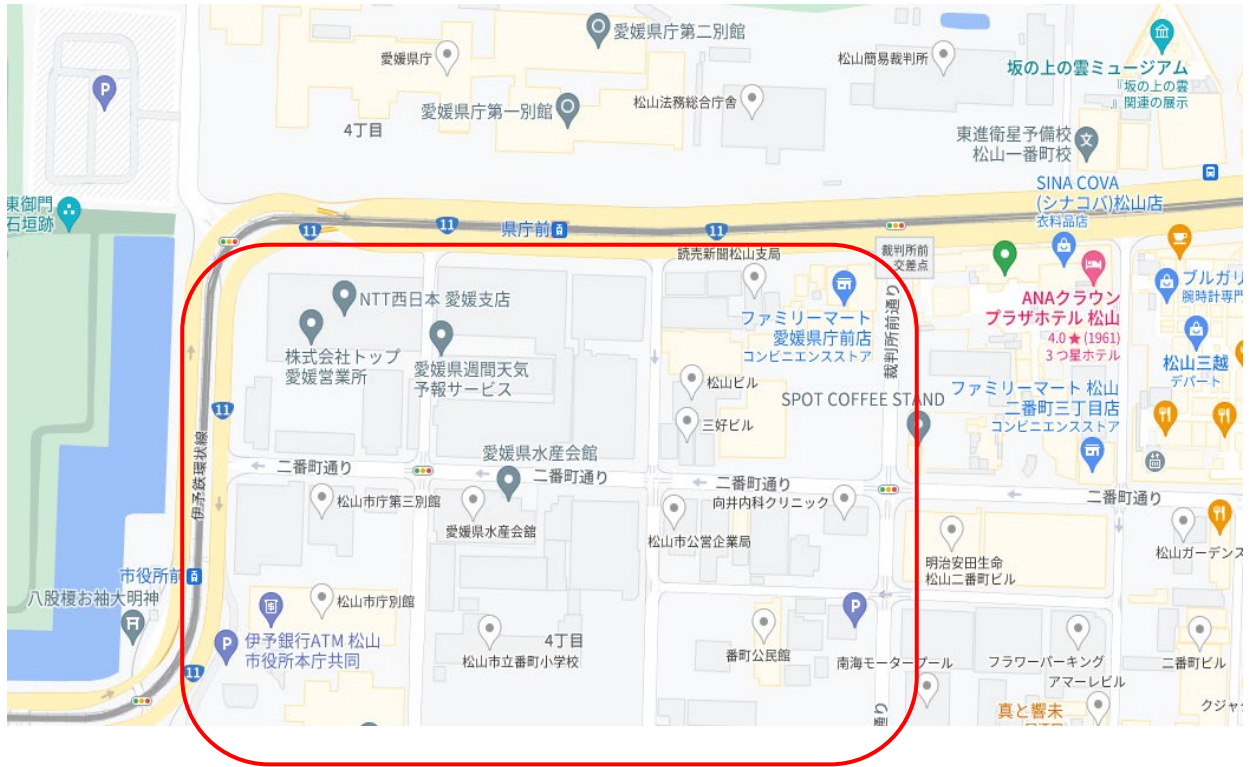 愛媛県庁第二別館
愛媛県庁
松山簡易裁判所
坂の上の雲ミュージアム
『坂の上の雲
』関連の展示
P
松山法務総合庁舎
愛媛県庁第一別館
4丁目
東進衛星予備校
松山一番町校
文
SINA COVA
(シナコバ)松山店
衣料品店
東御門
石垣跡
11
11
県庁前
11
読売新聞松山支局
裁判所前
交差点
ブルガリ
腕時計専門
NTT西日本 愛媛支店
ファミリーマート
愛媛県庁前店
コンビニエンスストア
ANAクラウン
プラザホテル 松山
4.0★(1961)
3 つ星ホテル
裁判所前通り
株式会社トップ
愛媛営業所
愛媛県週間天気
予報サービス
松山三越
デパート
松山ビル
SPOT COFFEE STAND
ファミリーマート 松山
二番町三丁目店
コンビニエンスストア
11
三好ビル
伊予鉄環状線
愛媛県水産会館
二番町通り
二番町通り
二番町通り
二番町通り
松山市庁第三別館
愛媛県水産会館
向井内科クリニック
松山市公営企業局
松山ガーデンズ
明治安田生命
松山二番町ビル
市役所前
八股榎お袖大明神
松山市庁別館
P
伊予銀行ATM 松山
市役所本庁共同
P
4丁目
松山市立番町小学校
番町公民館
南海モータープール
フラワーパーキング
アマーレビル
二番町ビル
11
真と響未
クジャ
通り